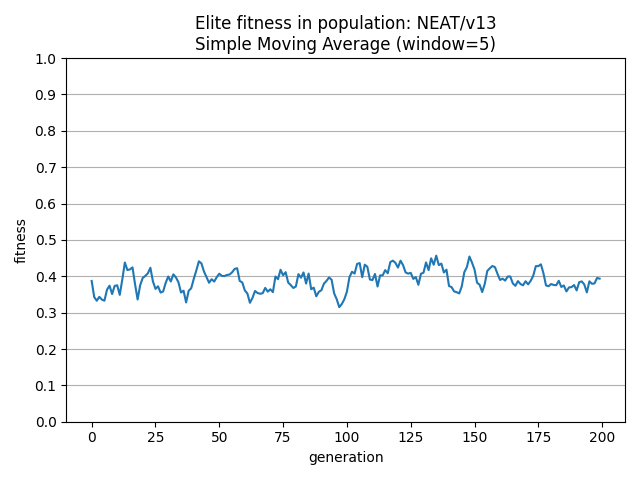 Elite fitness in population: NEAT/v13
Simple Moving Average (window=5)
1.0
0.9
0.8
0.7
0.6
0.5
0.4
0.3
0.2
0.1
0.0
fitness
0 25 50 75 100 125 150 175 200
generation